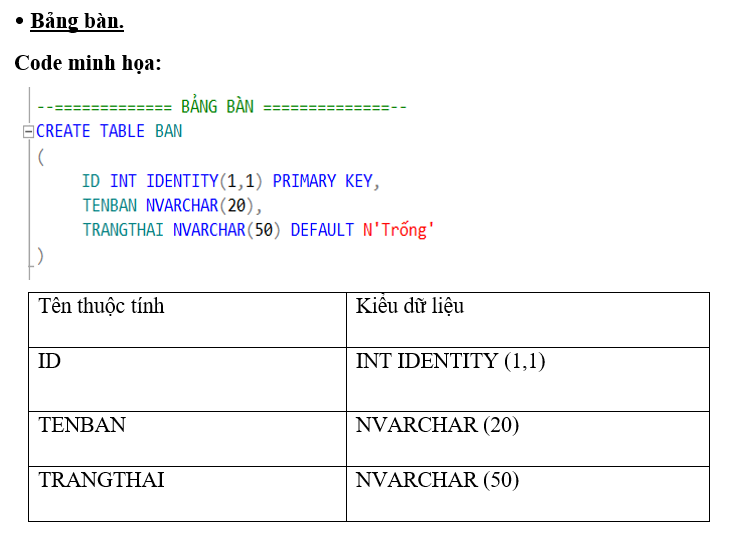 • Bảng bàn.
Code minh họa:
--============= BẢNG BÀN ==============--
CREATE TABLE BAN
(
ID INT IDENTITY(1,1) PRIMARY KEY,
TENBAN NVARCHAR(20),
TRANGTHAI NVARCHAR(50) DEFAULT N'Trống'
)
Tên thuộc tính Kiểu dữ liệu
ID INT IDENTITY (1,1)
TENBAN NVARCHAR (20)
TRANGTHAI NVARCHAR (50)